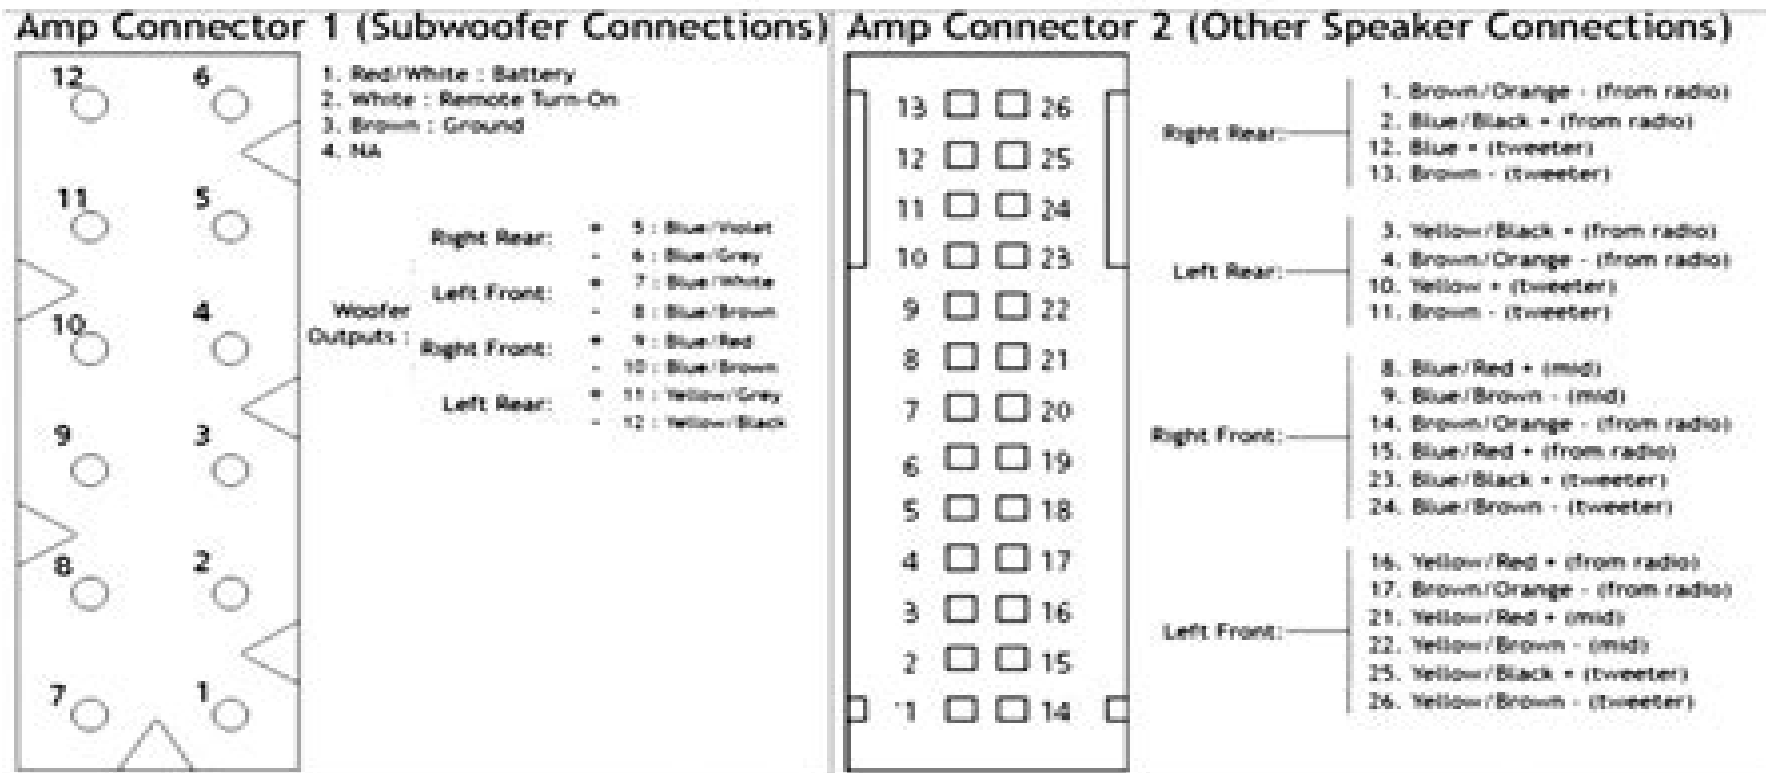 Amp Connector 1 (Subwoofer Connections)
12 6
11 5
10 4
9 3
8 2
7 1
1. Red/White : Battery
2. White : Remote Turn-On
3. Brown : Ground
4. NA
Woofer
Outputs :
Right Rear: + 5 : Blue/Violet
- 6 : Blue/Grey
Left Front: + 7 : Blue/White
- 8 : Blue/Brown
Right Front: + 9 : Blue/Red
- 10 : Blue/Brown
Left Rear: + 11 : Yellow/Grey
- 12 : Yellow/Black
Amp Connector 2 (Other Speaker Connections)
13 26
12 25
11 24
10 23
9 22
8 21
7 20
6 19
5 18
4 17
3 16
2 15
1 14
Right Rear:
1. Brown/Orange - (from radio)
2. Blue/Black + (from radio)
12. Blue + (tweeter)
13. Brown - (tweeter)
Left Rear:
3. Yellow/Black + (from radio)
4. Brown/Orange - (from radio)
10. Yellow + (tweeter)
11. Brown - (tweeter)
Right Front:
8. Blue/Red + (mid)
9. Blue/Brown - (mid)
14. Brown/Orange - (from radio)
15. Blue/Red + (from radio)
23. Blue/Black + (tweeter)
24. Blue/Brown - (tweeter)
Left Front:
16. Yellow/Red + (from radio)
17. Brown/Orange - (from radio)
21. Yellow/Red + (mid)
22. Yellow/Brown - (mid)
25. Yellow/Black + (tweeter)
26. Yellow/Brown - (tweeter)